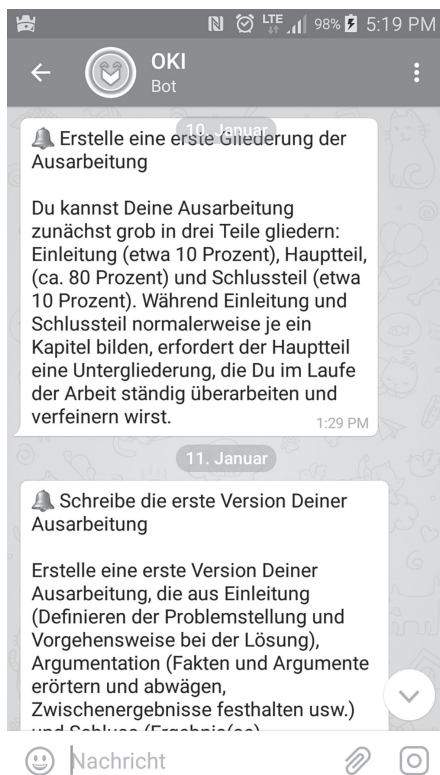 LTE 98% 5:19 PM
OKI
Bot
10. Januar
Erstelle eine erste Gliederung der
Ausarbeitung
Du kannst Deine Ausarbeitung
zunächst grob in drei Teile gliedern:
Einleitung (etwa 10 Prozent), Hauptteil,
(ca. 80 Prozent) und Schlussteil (etwa
10 Prozent). Während Einleitung und
Schlussteil normalerweise je ein
Kapitel bilden, erfordert der Hauptteil
eine Untergliederung, die Du im Laufe
der Arbeit ständig überarbeiten und
verfeinern wirst.
1:29 PM
11. Januar
Schreibe die erste Version Deiner
Ausarbeitung
Erstelle eine erste Version Deiner
Ausarbeitung, die aus Einleitung
(Definieren der Problemstellung und
Vorgehensweise bei der Lösung),
Argumentation (Fakten und Argumente
erörtern und abwägen,
Zwischenergebnisse festhalten usw.)
und Schluss (Ergebnis(se)
Nachricht